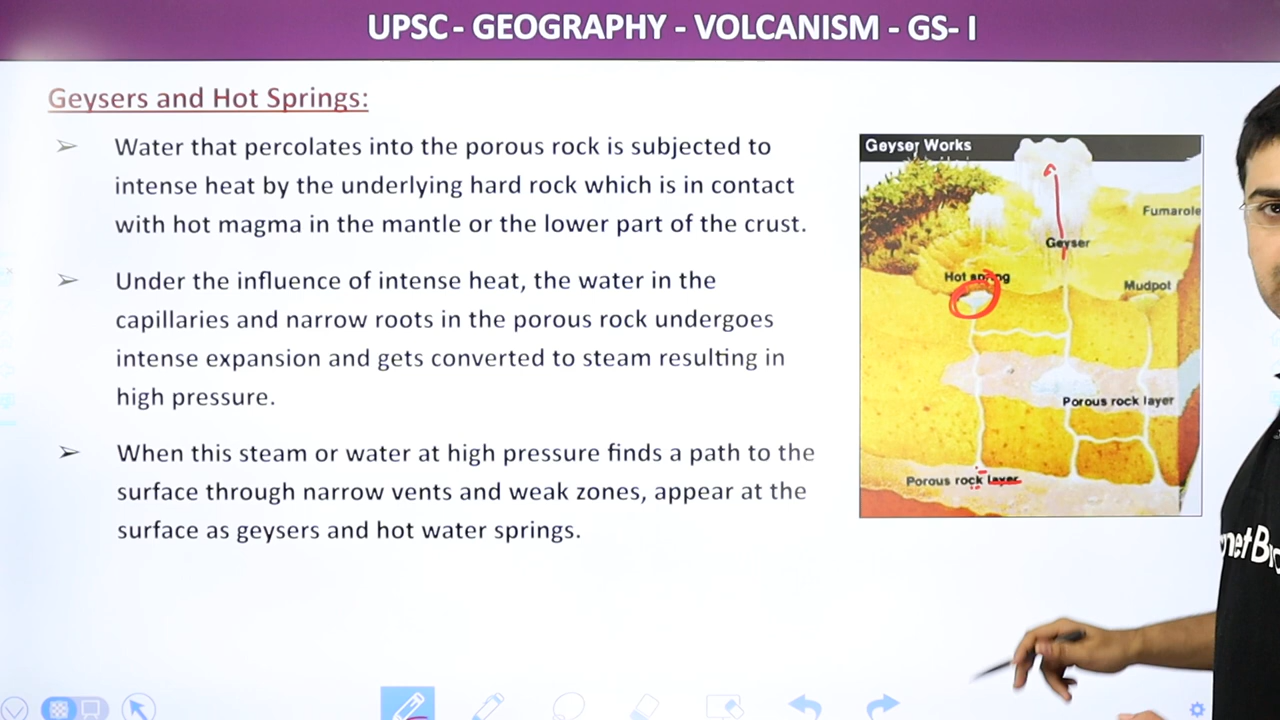 UPSC - GEOGRAPHY - VOLCANISM - GS- I
Geysers and Hot Springs:
➢ Water that percolates into the porous rock is subjected to
intense heat by the underlying hard rock which is in contact
with hot magma in the mantle or the lower part of the crust.
➢ Under the influence of intense heat, the water in the
capillaries and narrow roots in the porous rock undergoes
intense expansion and gets converted to steam resulting in
high pressure.
➢ When this steam or water at high pressure finds a path to the
surface through narrow vents and weak zones, appear at the
surface as geysers and hot water springs.
Geyser Works
Fumarole
Geyser
Hot spring
Mudpot
Porous rock layer
Porous rock layer